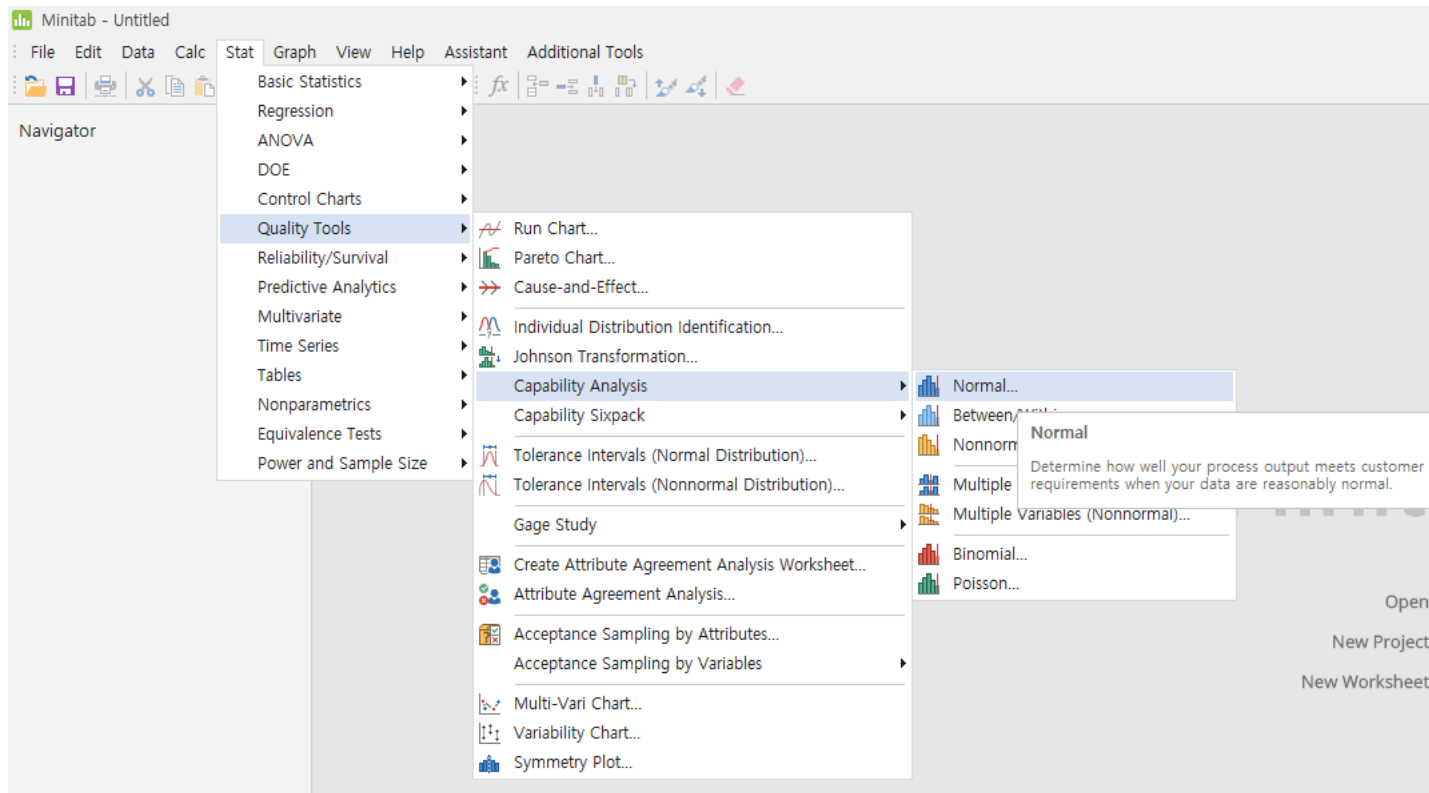 Minitab - Untitled
File Edit Data Calc Stat Graph View Help Assistant Additional Tools
fx
Navigator
Basic Statistics
Regression
ANOVA
DOE
Control Charts
Quality Tools
Reliability/Survival
Predictive Analytics
Multivariate
Time Series
Tables
Nonparametrics
Equivalence Tests
Power and Sample Size
Run Chart...
Pareto Chart...
Cause-and-Effect...
Individual Distribution Identification...
Johnson Transformation...
Capability Analysis
Capability Sixpack
Tolerance Intervals (Normal Distribution)...
Tolerance Intervals (Nonnormal Distribution)...
Gage Study
Create Attribute Agreement Analysis Worksheet...
Attribute Agreement Analysis...
Acceptance Sampling by Attributes...
Acceptance Sampling by Variables
Multi-Vari Chart...
Variability Chart...
Symmetry Plot...
Normal...
Between/
Nonnorm
Multiple
Multiple Variables (Nonnormal)...
Binomial...
Poisson...
Normal
Determine how well your process output meets customer
requirements when your data are reasonably normal.
Open
New Project
New Worksheet